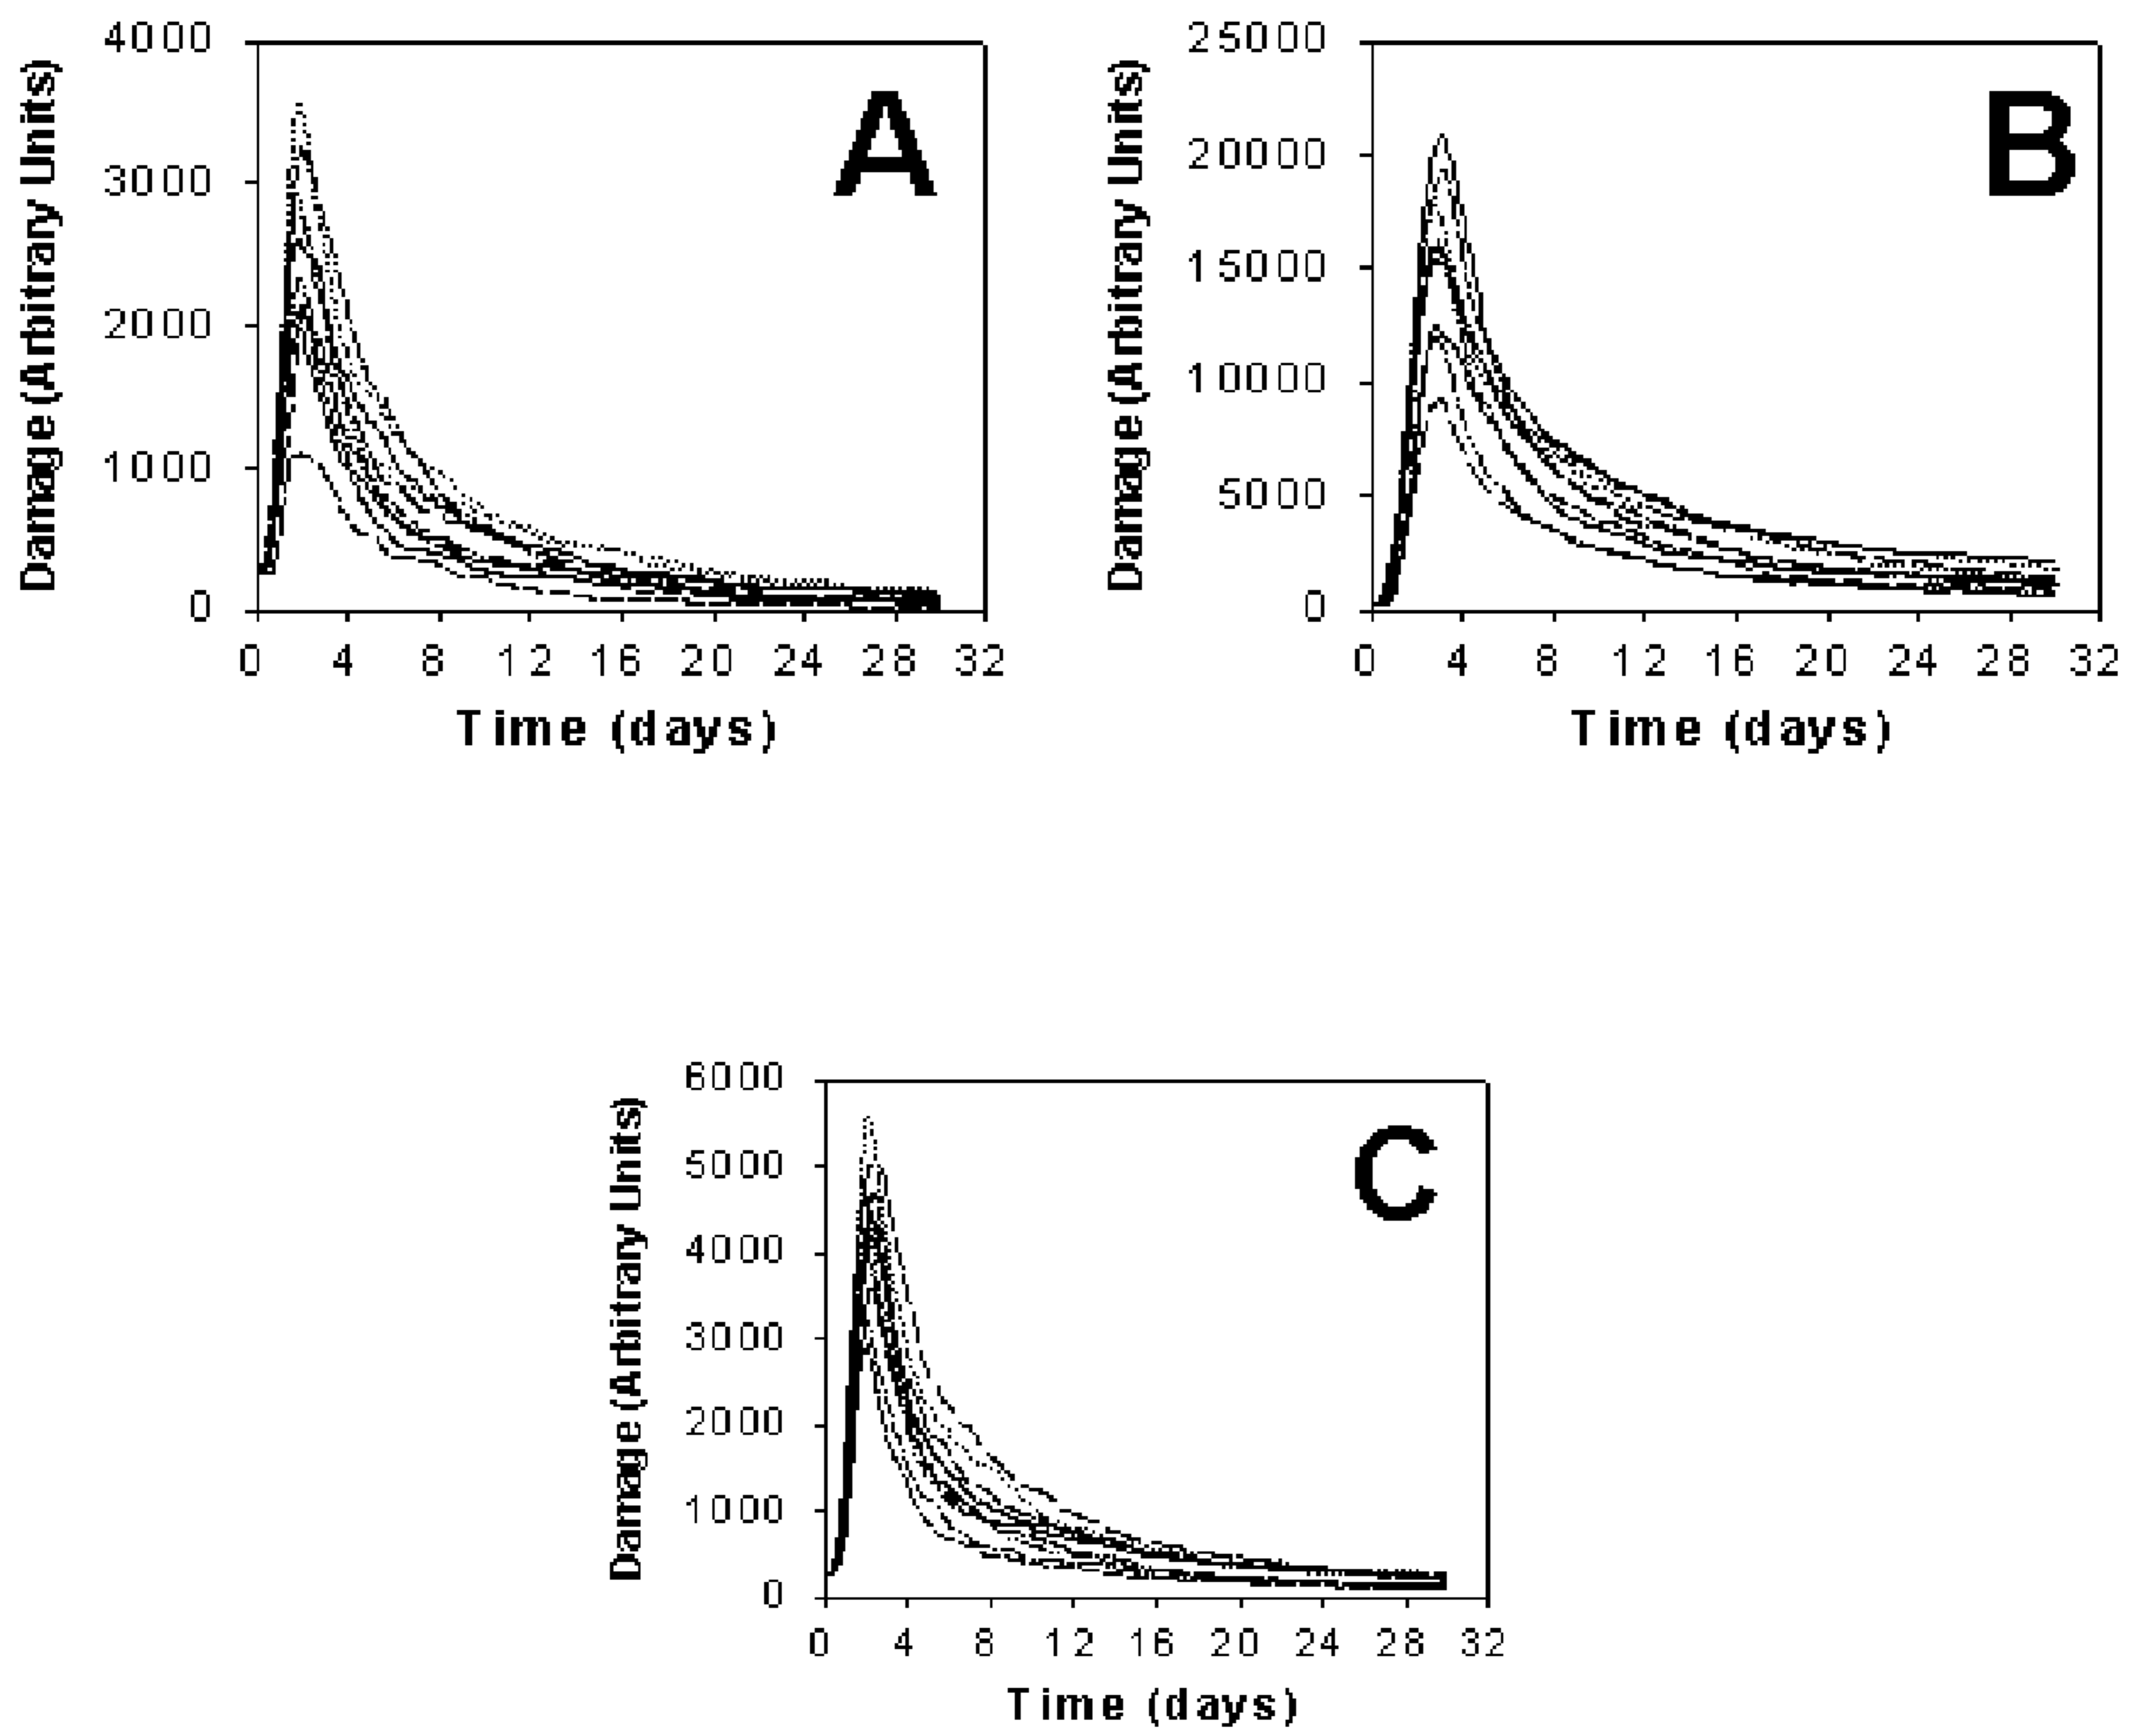 A
Damage (Arbitrary Units)
4000
3000
2000
1000
0
0 4 8 12 16 20 24 28 32
Time (days)
B
Damage (Arbitrary Units)
25000
20000
15000
10000
5000
0
0 4 8 12 16 20 24 28 32
Time (days)
C
Damage (Arbitrary Units)
6000
5000
4000
3000
2000
1000
0
0 4 8 12 16 20 24 28 32
Time (days)